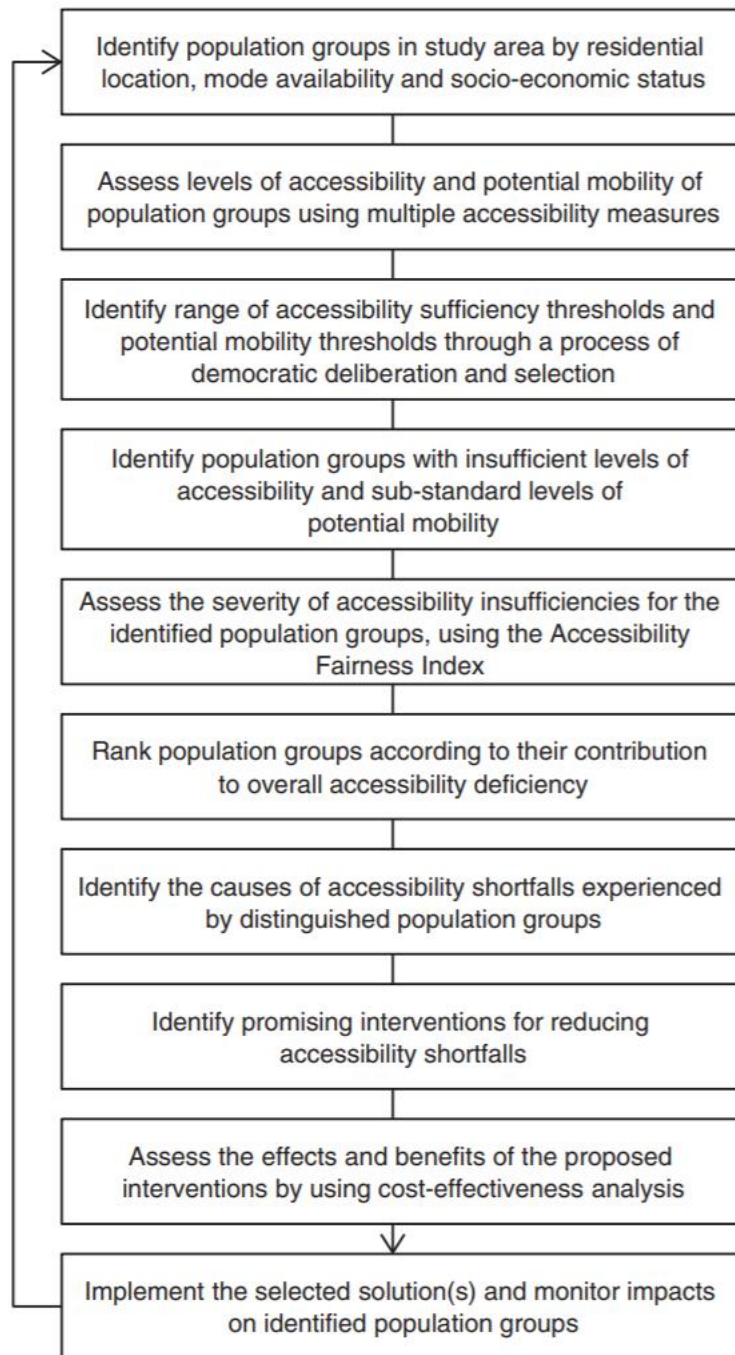 Identify population groups in study area by residential
location, mode availability and socio-economic status
Assess levels of accessibility and potential mobility of
population groups using multiple accessibility measures
Identify range of accessibility sufficiency thresholds and
potential mobility thresholds through a process of
democratic deliberation and selection
Identify population groups with insufficient levels of
accessibility and sub-standard levels of
potential mobility
Assess the severity of accessibility insufficiencies for the
identified population groups, using the Accessibility
Fairness Index
Rank population groups according to their contribution
to overall accessibility deficiency
Identify the causes of accessibility shortfalls experienced
by distinguished population groups
Identify promising interventions for reducing
accessibility shortfalls
Assess the effects and benefits of the proposed
interventions by using cost-effectiveness analysis
Implement the selected solution(s) and monitor impacts
on identified population groups